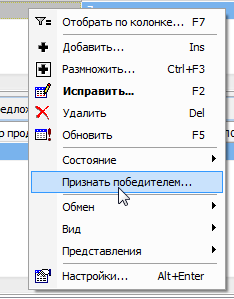 Отобрать по колонке... F7
Добавить... Ins
Размножить... Ctrl+F3
Исправить... F2
Удалить Del
Обновить F5
Состояние
Признать победителем...
Обмен
Вид
Представления
Настройки... Alt+Enter